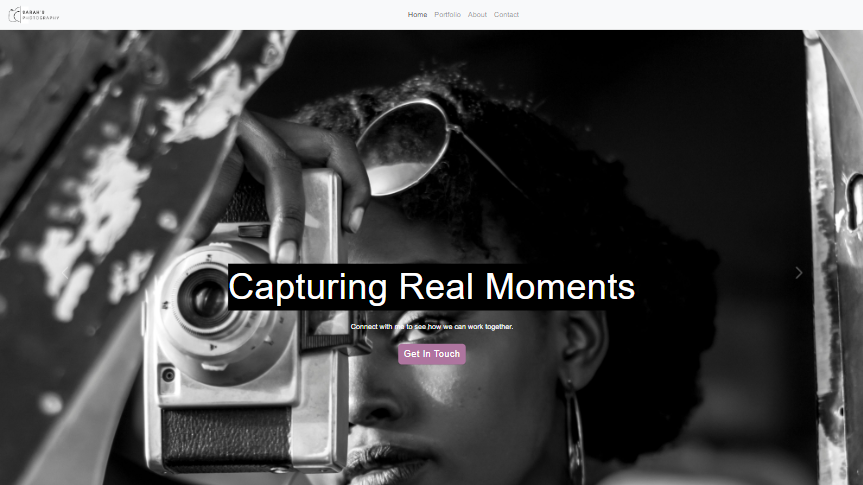 SARAH'S
PHOTOGRAPHY
Home Portfolio About Contact
Capturing Real Moments
Connect with me to see how we can work together.
Get In Touch